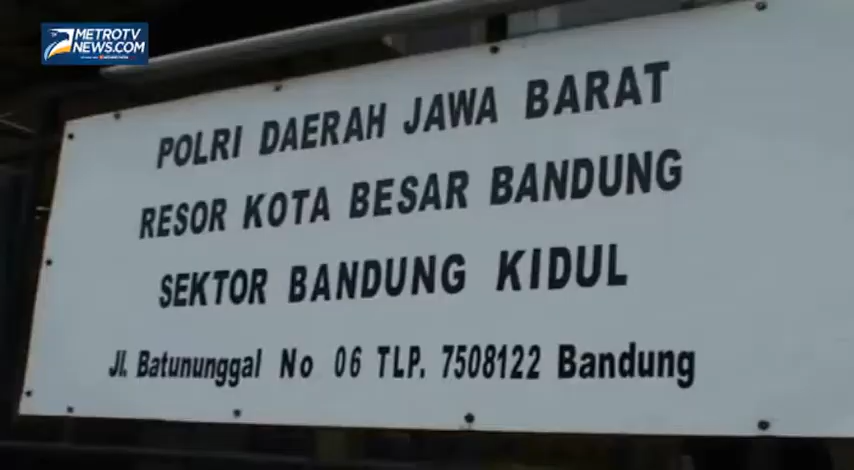 METROTV
NEWS.COM
POLRI DAERAH JAWA BARAT
RESOR KOTA BESAR BANDUNG
SEKTOR BANDUNG KIDUL
Jl. Batununggal No 06 TLP. 7508122 Bandung